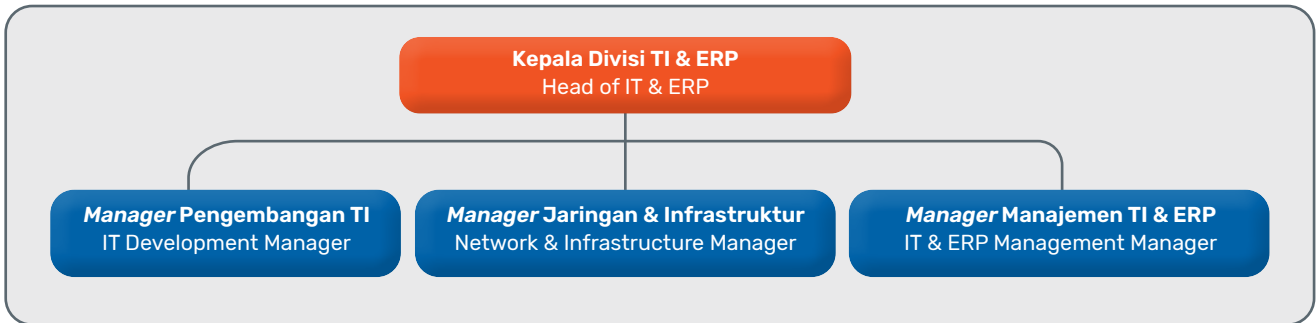 Kepala Divisi TI & ERP
Head of IT & ERP
Manager Pengembangan TI
IT Development Manager
Manager Jaringan & Infrastruktur
Network & Infrastructure Manager
Manager Manajemen TI & ERP
IT & ERP Management Manager